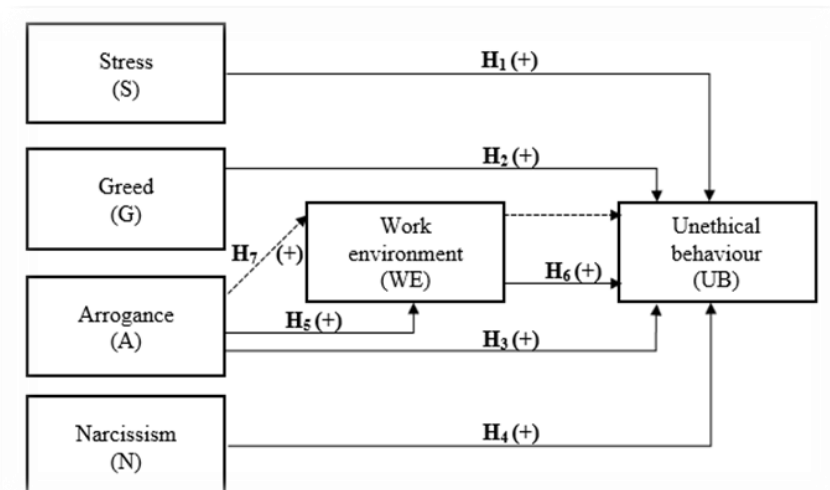 Stress
(S)
H₁ (+)
Greed
(G)
H₂ (+)
Work
environment
(WE)
Unethical
behaviour
(UB)
H₇ (+)
H₆ (+)
Arrogance
(A)
H₅ (+)
H₃ (+)
Narcissism
(N)
H₄ (+)